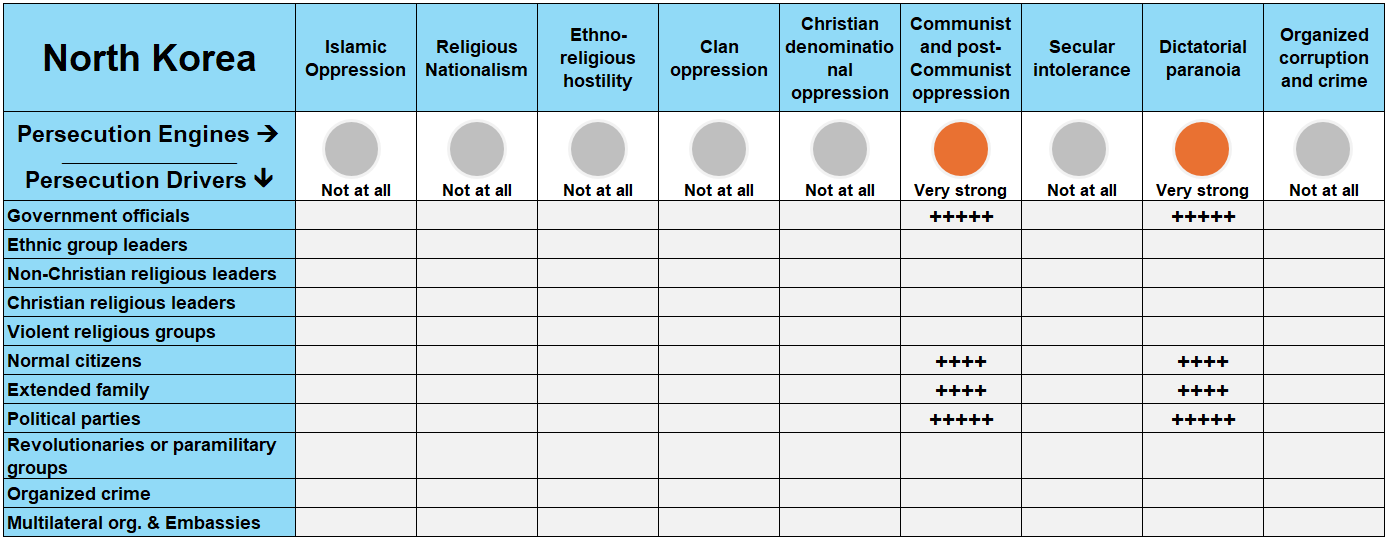 North Korea
Islamic
Oppression
Religious
Nationalism
Ethno-
religious
hostility
Clan
oppression
Christian
denominatio
nal
oppression
Communist
and post-
Communist
oppression
Secular
intolerance
Dictatorial
paranoia
Organized
corruption
and crime
Persecution Engines →
Persecution Drivers ↓
Not at all
Not at all
Not at all
Not at all
Not at all
Very strong
Not at all
Very strong
Not at all
Government officials +++++ +++++
Ethnic group leaders
Non-Christian religious leaders
Christian religious leaders
Violent religious groups
Normal citizens ++++ ++++
Extended family ++++ ++++
Political parties +++++ +++++
Revolutionaries or paramilitary
groups
Organized crime
Multilateral org. & Embassies